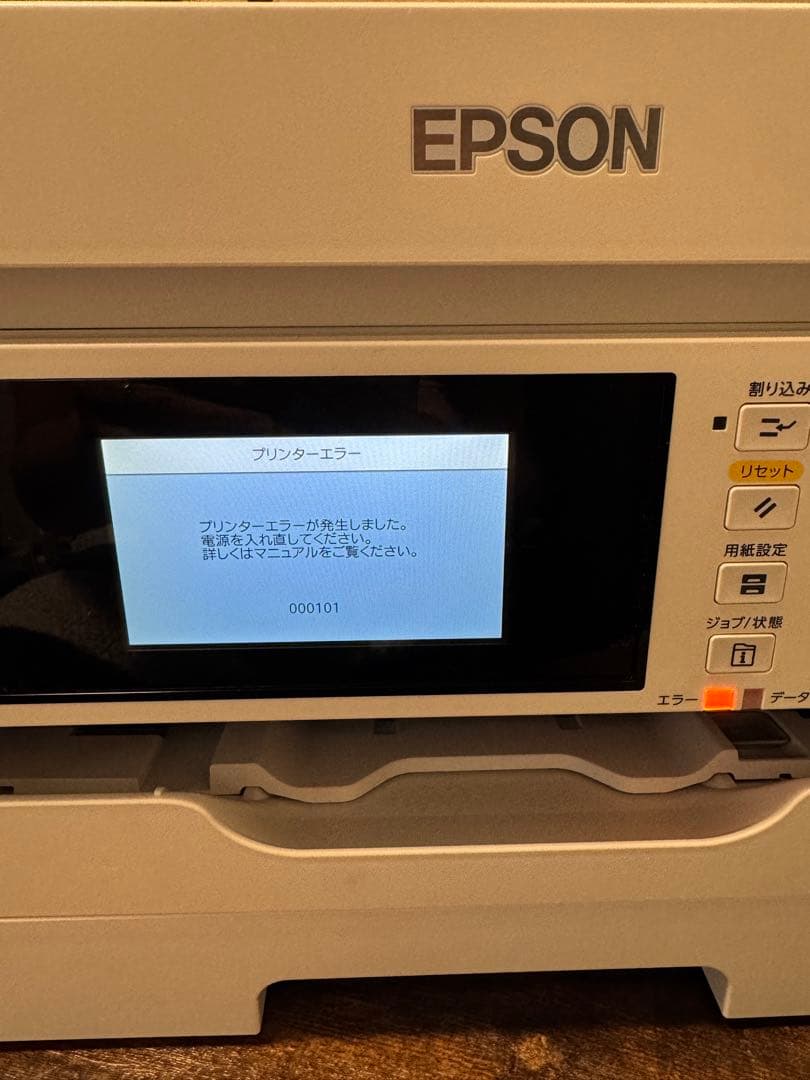 EPSON
プリンターエラー
プリンターエラーが発生しました。
電源を入れ直してください。
詳しくはマニュアルをご覧ください。
000101
割り込み
リセット
用紙設定
ジョブ/状態
エラー
データ